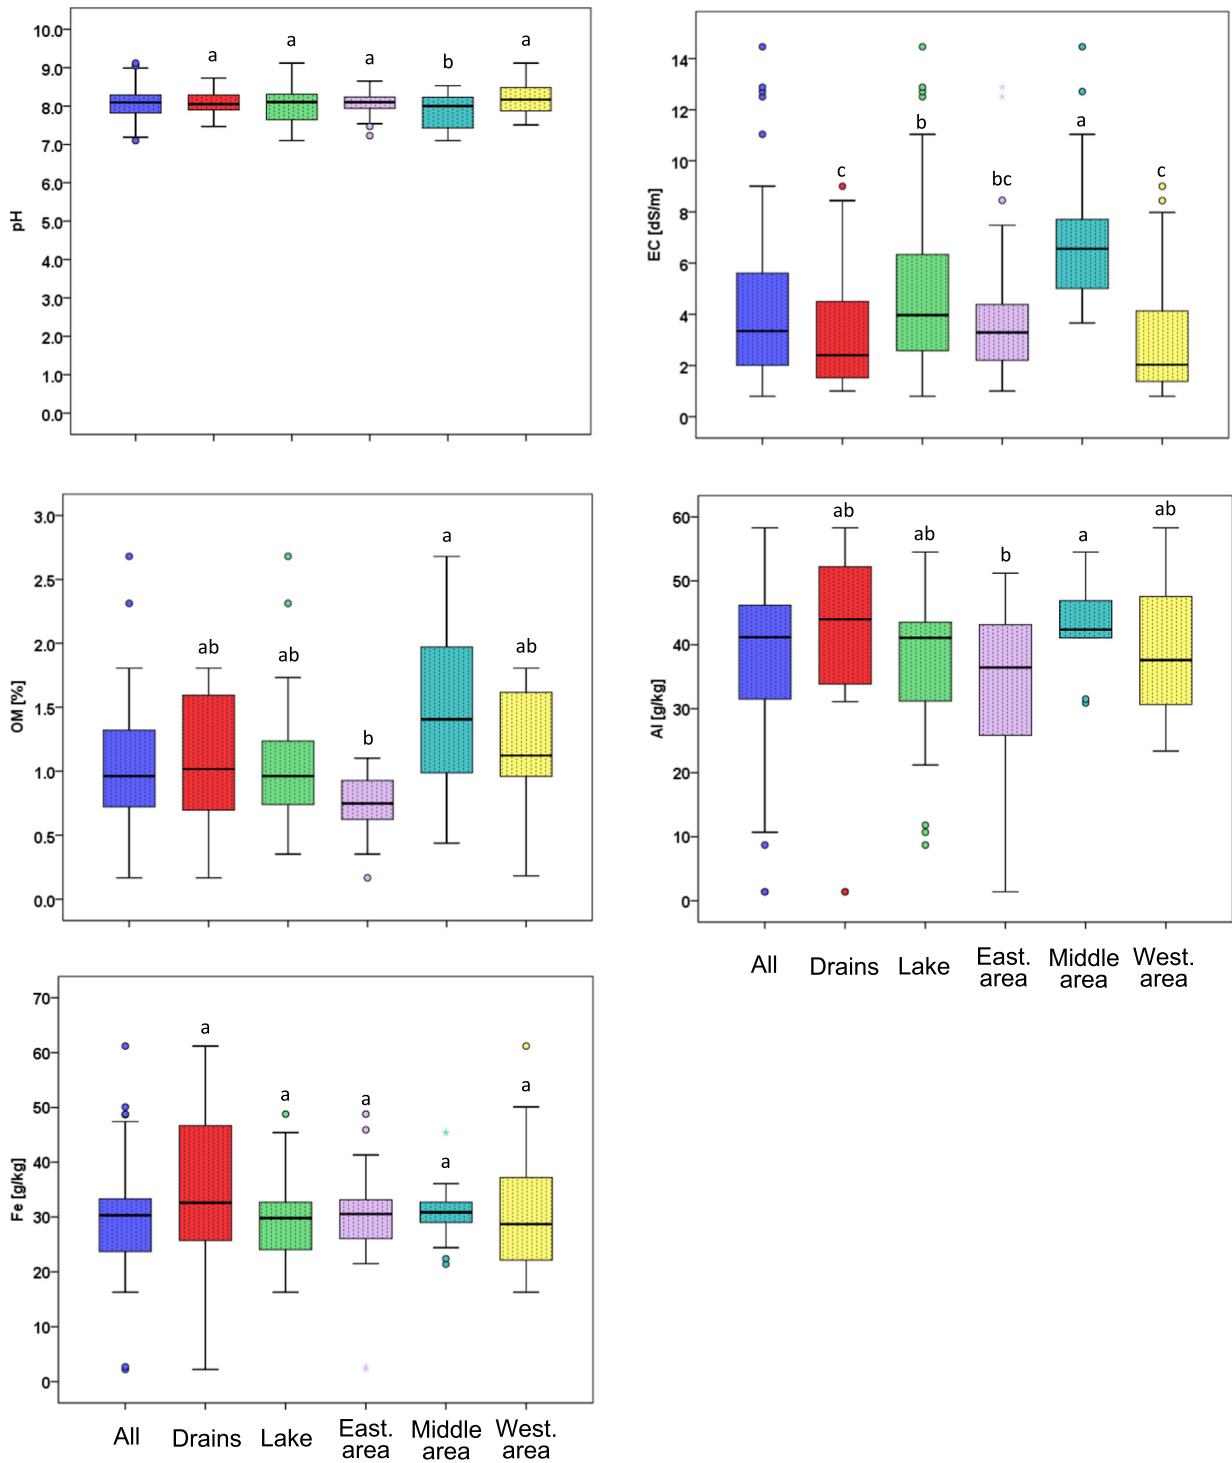 10.0
9.0
8.0
7.0
6.0
5.0
4.0
3.0
2.0
1.0
0.0
pH
a
a
a
b
a
14
12
10
8
6
4
2
0
EC [dS/m]
c
b
bc
a
c
3.0
2.5
2.0
1.5
1.0
0.5
0.0
OM [%]
ab
ab
b
a
ab
60
50
40
30
20
10
0
Al [g/kg]
ab
ab
b
a
ab
All
Drains
Lake
East.
area
Middle
area
West.
area
70
60
50
40
30
20
10
0
Fe [g/kg]
a
a
a
a
a
All
Drains
Lake
East.
area
Middle
area
West.
area